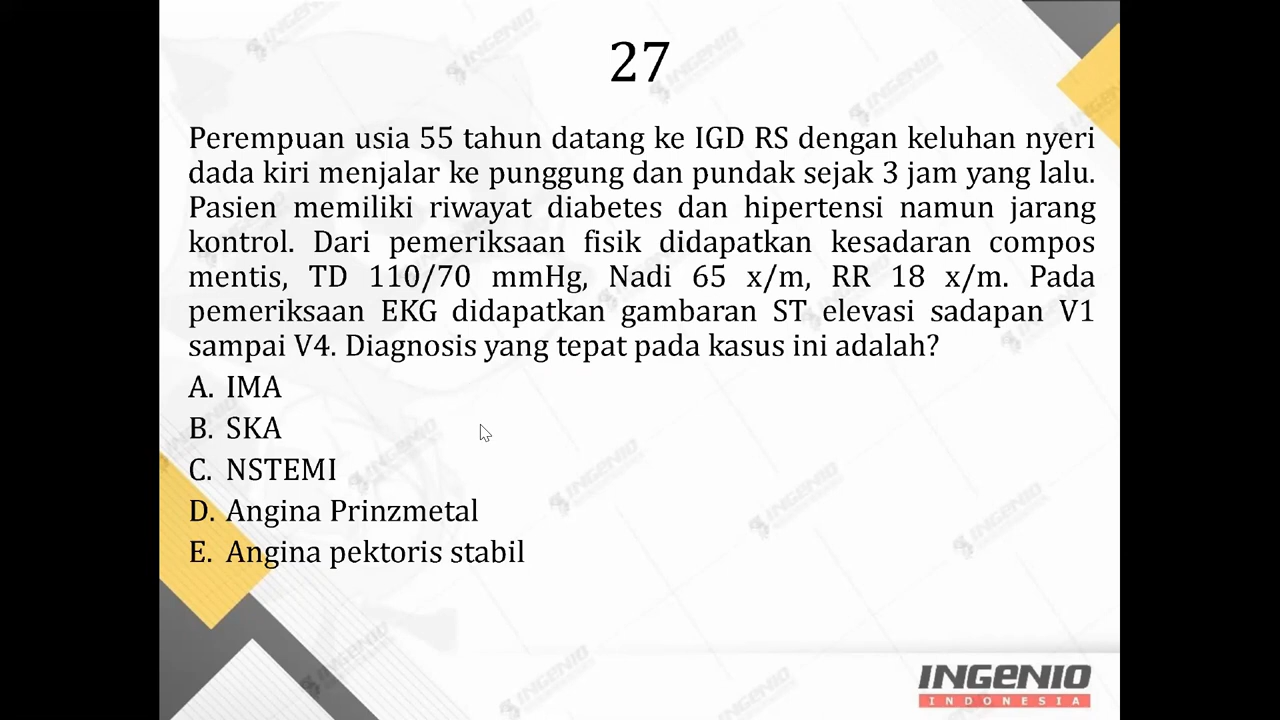 27
Perempuan usia 55 tahun datang ke IGD RS dengan keluhan nyeri
dada kiri menjalar ke punggung dan pundak sejak 3 jam yang lalu.
Pasien memiliki riwayat diabetes dan hipertensi namun jarang
kontrol. Dari pemeriksaan fisik didapatkan kesadaran compos
mentis, TD 110/70 mmHg, Nadi 65 x/m, RR 18 x/m. Pada
pemeriksaan EKG didapatkan gambaran ST elevasi sadapan V1
sampai V4. Diagnosis yang tepat pada kasus ini adalah?
A. IMA
B. SKA
C. NSTEMI
D. Angina Prinzmetal
E. Angina pektoris stabil
INGENIO
INDONESIA